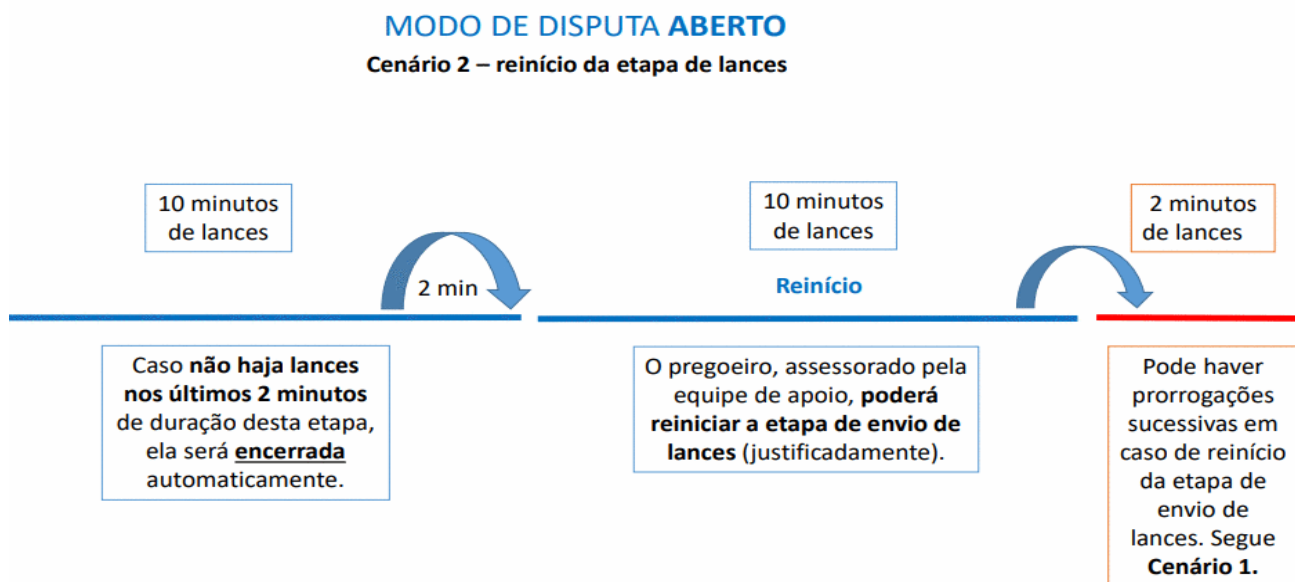 MODO DE DISPUTA ABERTO
Cenário 2 – reinício da etapa de lances
10 minutos
de lances
10 minutos
de lances
2 minutos
de lances
2 min
Reinício
Caso não haja lances
nos últimos 2 minutos
de duração desta etapa,
ela será encerrada
automaticamente.
O pregoeiro, assessorado pela
equipe de apoio, poderá
reiniciar a etapa de envio de
lances (justificadamente).
Pode haver
prorrogações
sucessivas em
caso de reinício
da etapa de
envio de
lances. Segue
Cenário 1.